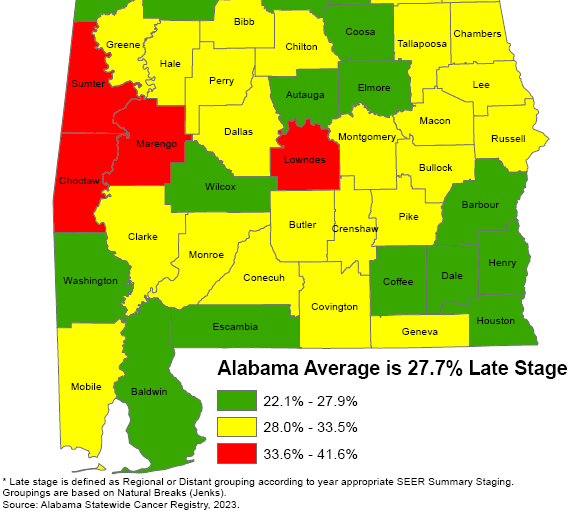 Bibb
Coosa
Greene
Chilton
Tallapoosa
Chambers
Hale
Sumter
Perry
Autauga
Elmore
Lee
Marengo
Dallas
Macon
Montgomery
Russell
Lowndes
Bullock
Choctaw
Wilcox
Barbour
Butler
Crenshaw
Pike
Clarke
Monroe
Henry
Washington
Conecuh
Coffee
Dale
Covington
Escambia
Geneva
Houston
Mobile
Baldwin
Alabama Average is 27.7% Late Stage
22.1% - 27.9%
28.0% - 33.5%
33.6% - 41.6%
* Late stage is defined as Regional or Distant grouping according to year appropriate SEER Summary Staging.
Groupings are based on Natural Breaks (Jenks).
Source: Alabama Statewide Cancer Registry, 2023.